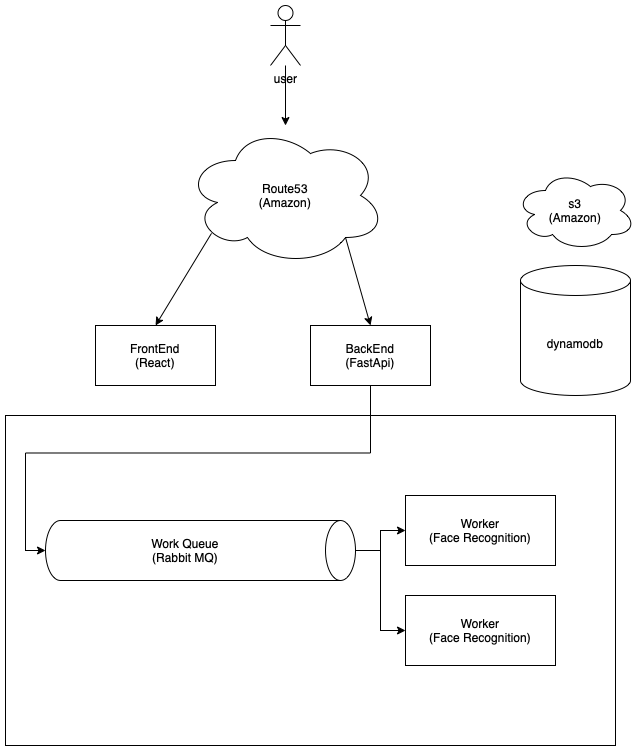 user
Route53
(Amazon)
s3
(Amazon)
dynamodb
FrontEnd
(React)
BackEnd
(FastApi)
Work Queue
(Rabbit MQ)
Worker
(Face Recognition)
Worker
(Face Recognition)